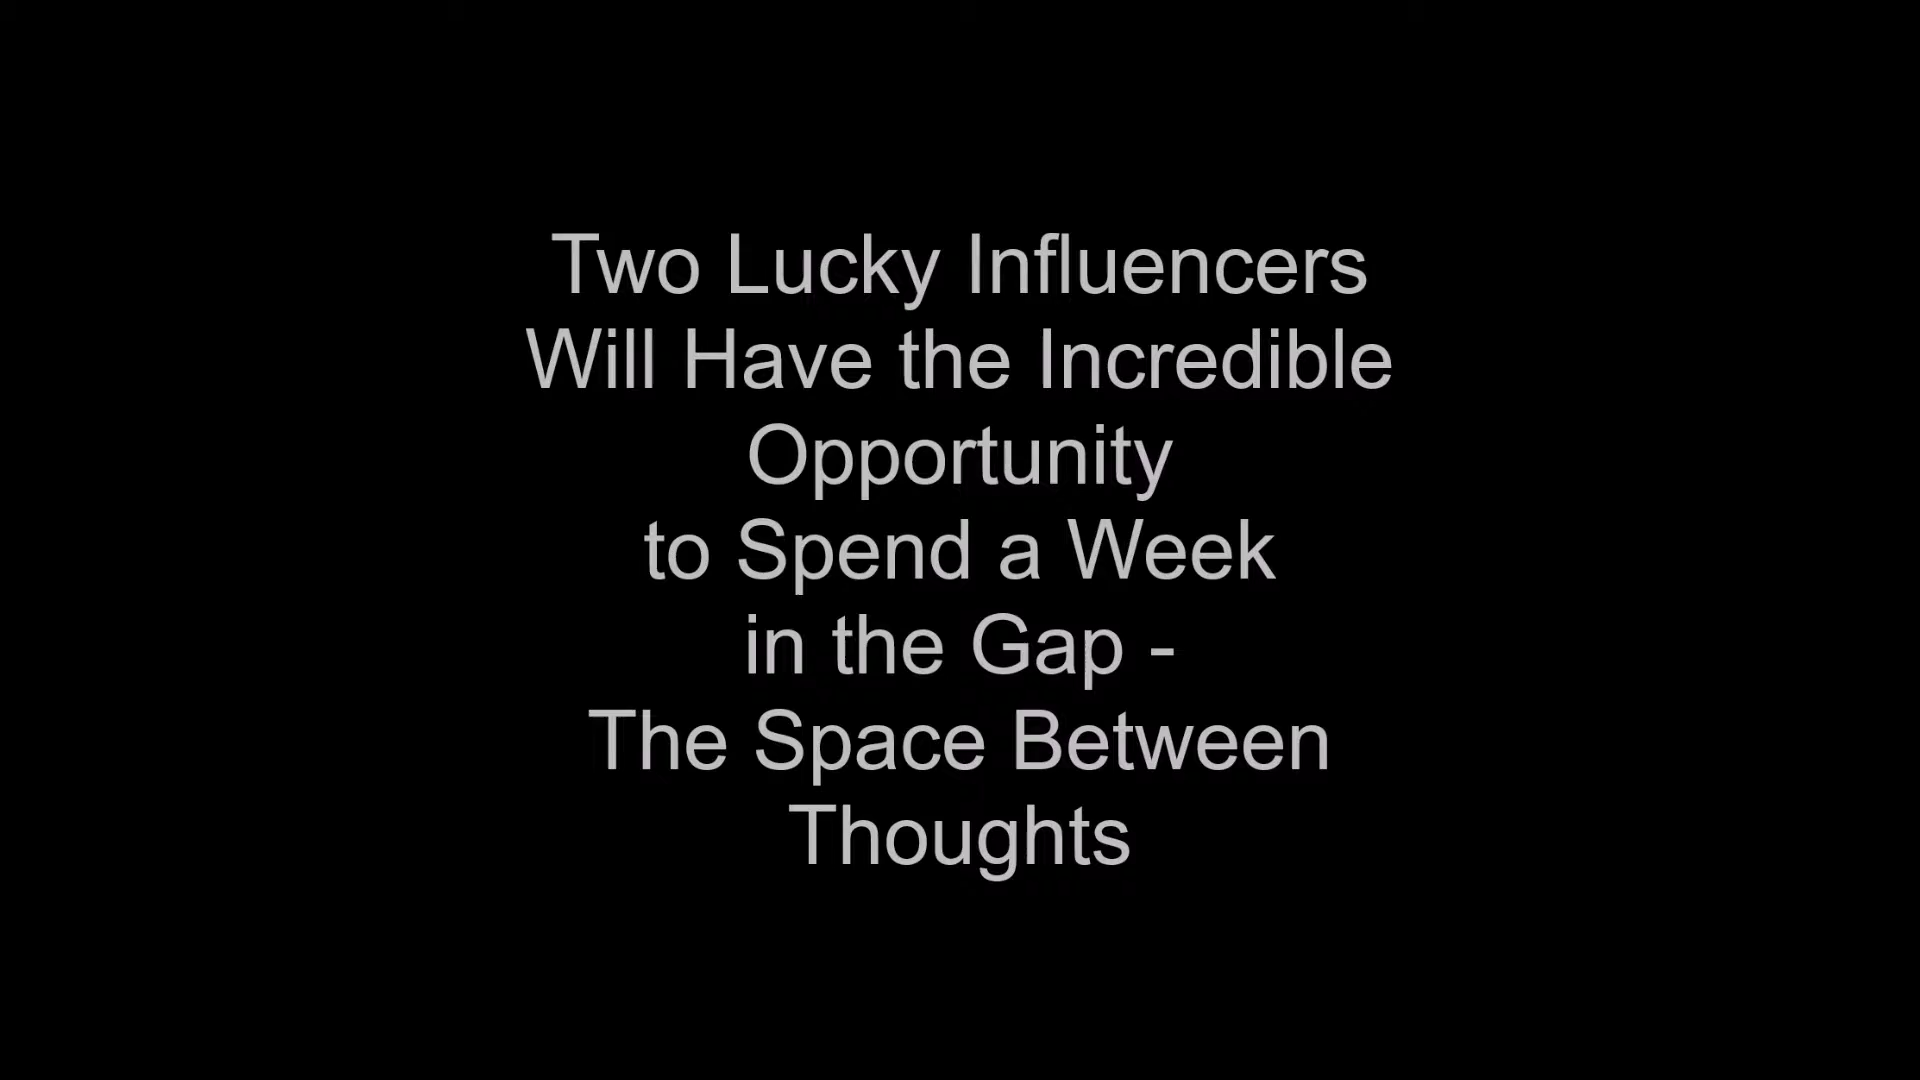 Two Lucky Influencers
Will Have the Incredible
Opportunity
to Spend a Week
in the Gap -
The Space Between
Thoughts